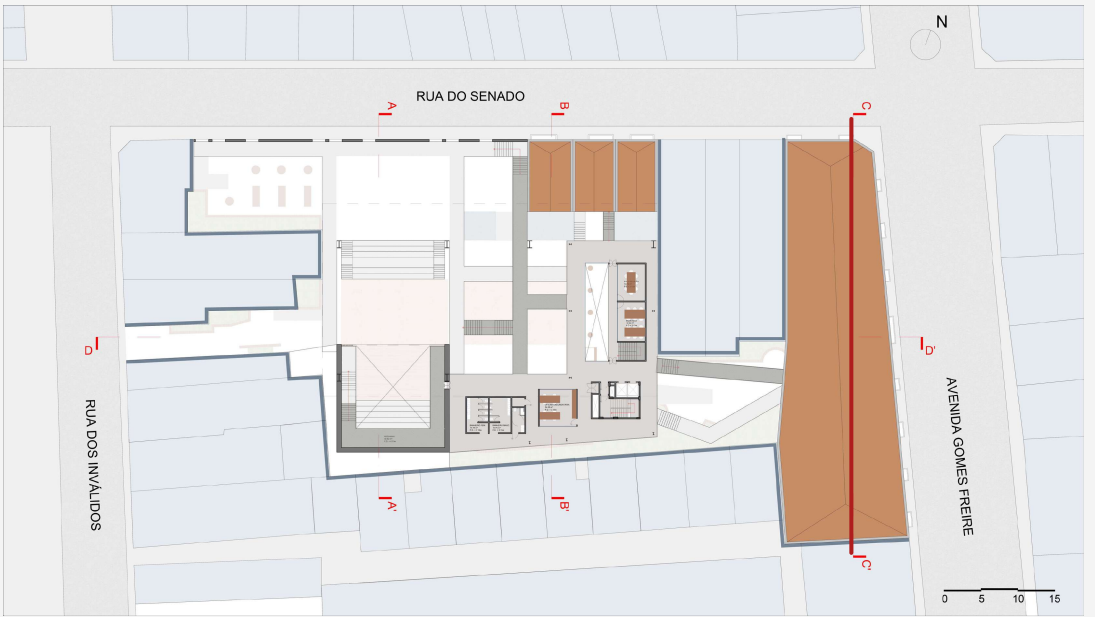 N
RUA DO SENADO
A
B
C
D
D'
RUA DOS INVÁLIDOS
AVENIDA GOMES FREIRE
A'
B'
C'
0 5 10 15